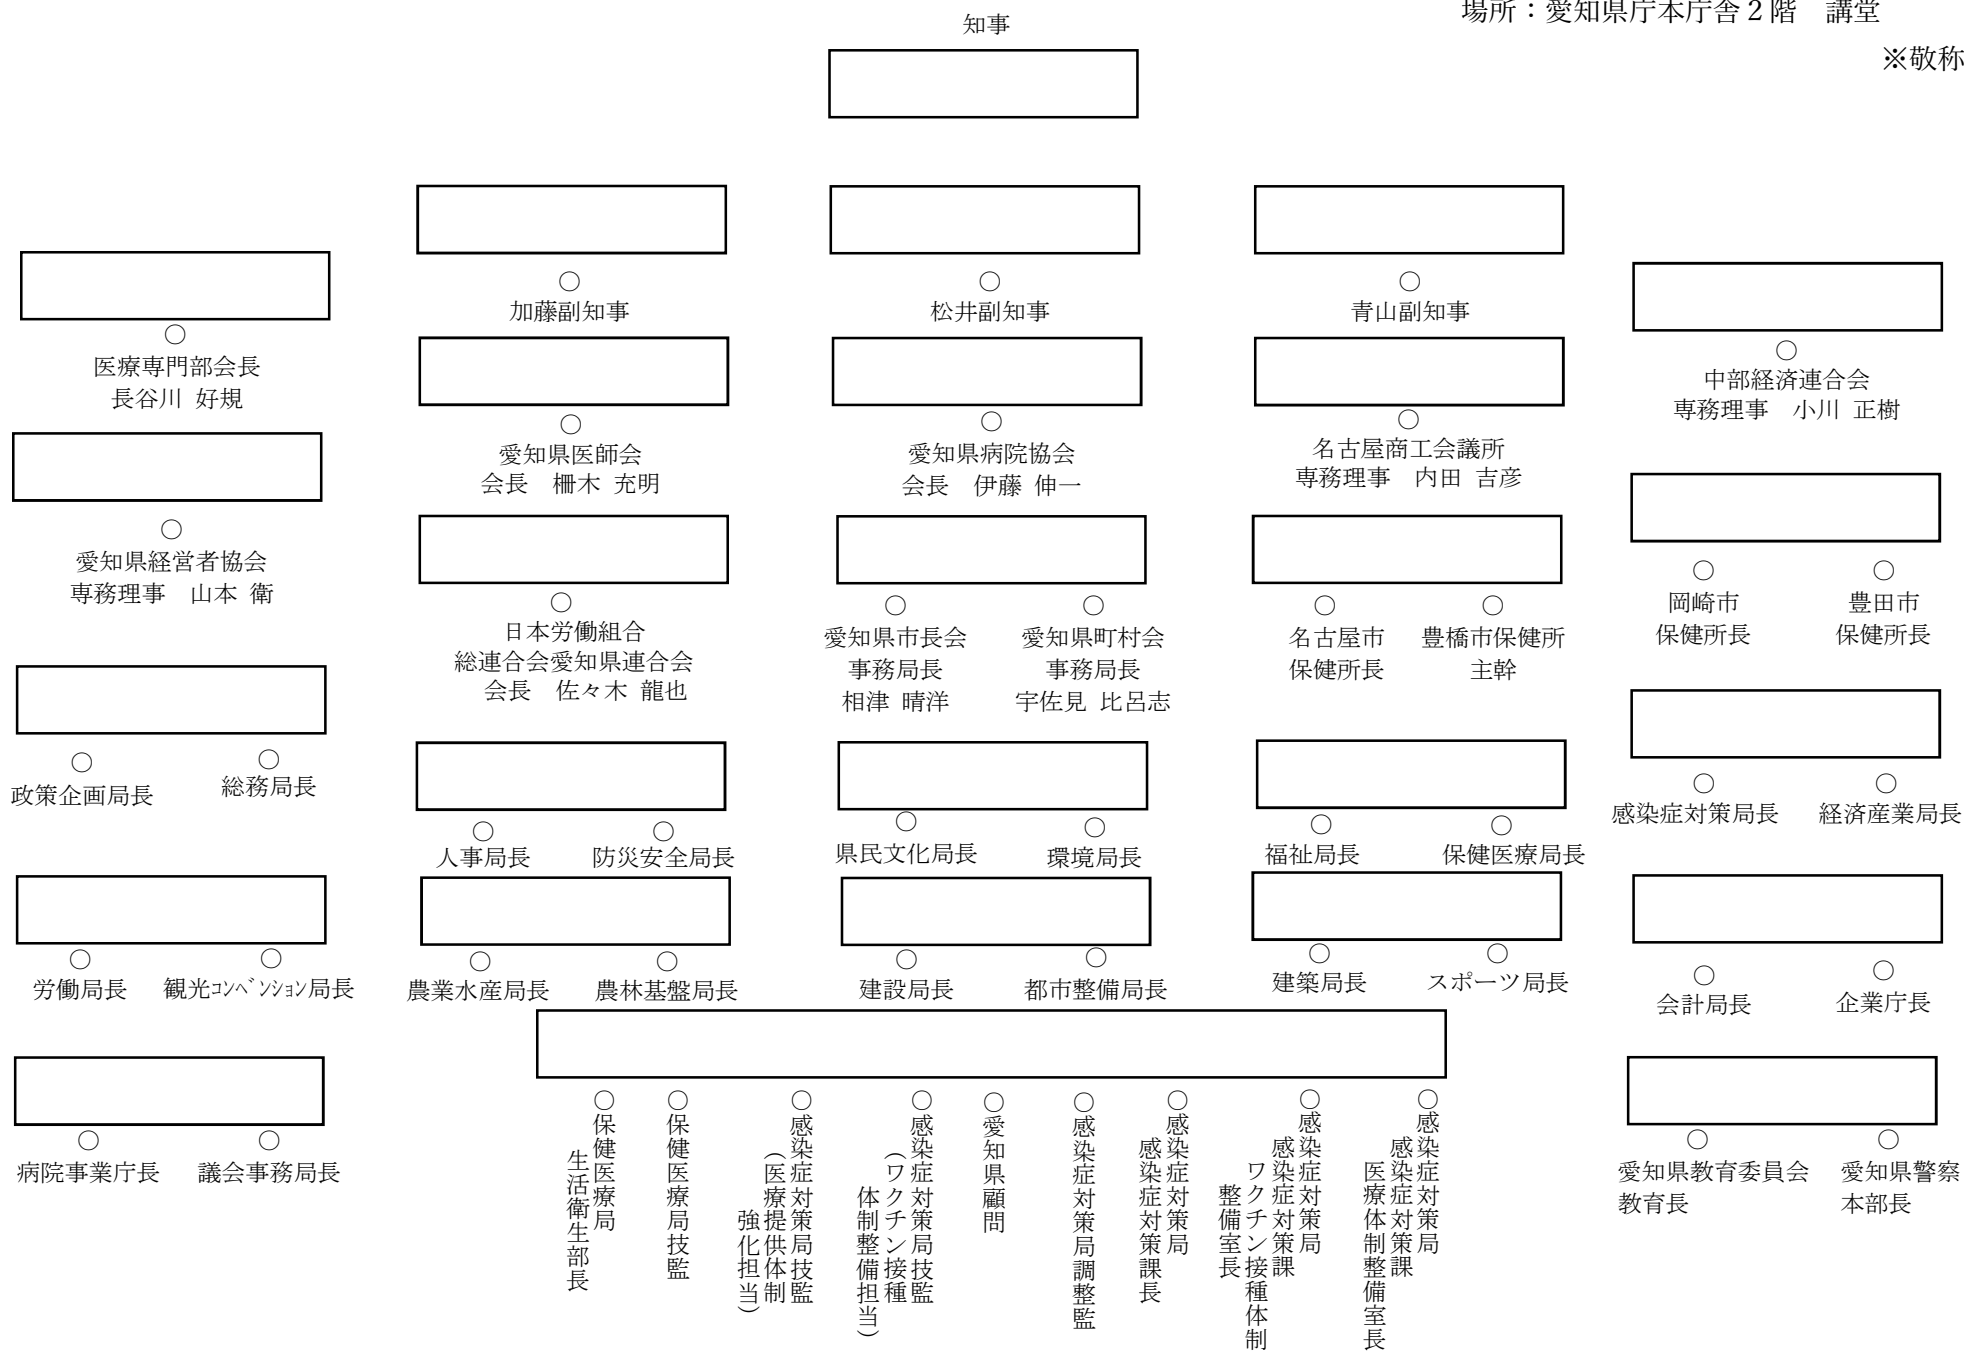 場所：愛知県庁本庁舎２階　講堂
※敬称
知事
○
加藤副知事
○
松井副知事
○
青山副知事
○
医療専門部会長
長谷川 好規
○
中部経済連合会
専務理事　小川 正樹
○
愛知県医師会
会長　柵木 充明
○
愛知県病院協会
会長　伊藤 伸一
○
名古屋商工会議所
専務理事　内田 吉彦
○
愛知県経営者協会
専務理事　山本 衛
○
日本労働組合
総連合会愛知県連合会
会長　佐々木 龍也
○
愛知県市長会
事務局長
相津 晴洋
○
愛知県町村会
事務局長
宇佐見 比呂志
○
名古屋市
保健所長
○
豊橋市保健所
主幹
○
岡崎市
保健所長
○
豊田市
保健所長
○
政策企画局長
○
総務局長
○
人事局長
○
防災安全局長
○
県民文化局長
○
環境局長
○
福祉局長
○
保健医療局長
○
感染症対策局長
○
経済産業局長
○
労働局長
○
観光ｺﾝﾍﾞﾝｼｮﾝ局長
○
農業水産局長
○
農林基盤局長
○
建設局長
○
都市整備局長
○
建築局長
○
スポーツ局長
○
会計局長
○
企業庁長
○
病院事業庁長
○
議会事務局長
○保健医療局
生活衛生部長
○保健医療局技監
○感染症対策局技監
（医療提供体制
強化担当）
○感染症対策局技監
（ワクチン接種
体制整備担当）
○愛知県顧問
○感染症対策局調整監
○感染症対策局
感染症対策課長
○感染症対策局
感染症対策課
ワクチン接種体制
整備室長
○感染症対策局
感染症対策課
医療体制整備室長
○
愛知県教育委員会
教育長
○
愛知県警察
本部長